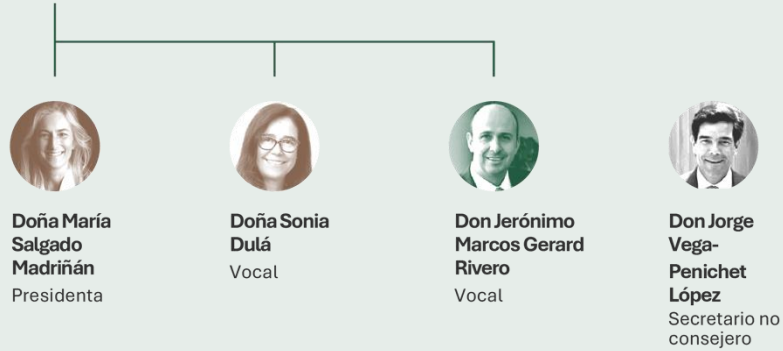 Doña María
Salgado
Madriñán
Presidenta
Doña Sonia
Dulá
Vocal
Don Jerónimo
Marcos Gerard
Rivero
Vocal
Don Jorge
Vega-
Penichet
López
Secretario no
consejero